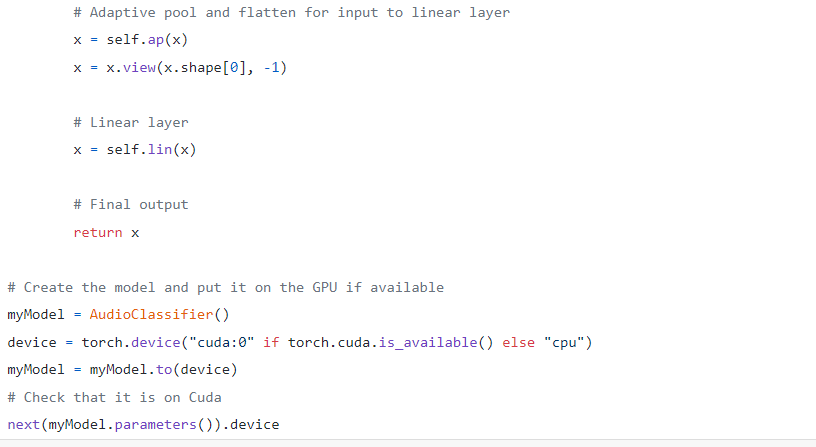 # Adaptive pool and flatten for input to linear layer
        x = self.ap(x)
        x = x.view(x.shape[0], -1)

        # Linear layer
        x = self.lin(x)

        # Final output
        return x

# Create the model and put it on the GPU if available
myModel = AudioClassifier()
device = torch.device("cuda:0" if torch.cuda.is_available() else "cpu")
myModel = myModel.to(device)
# Check that it is on Cuda
next(myModel.parameters()).device